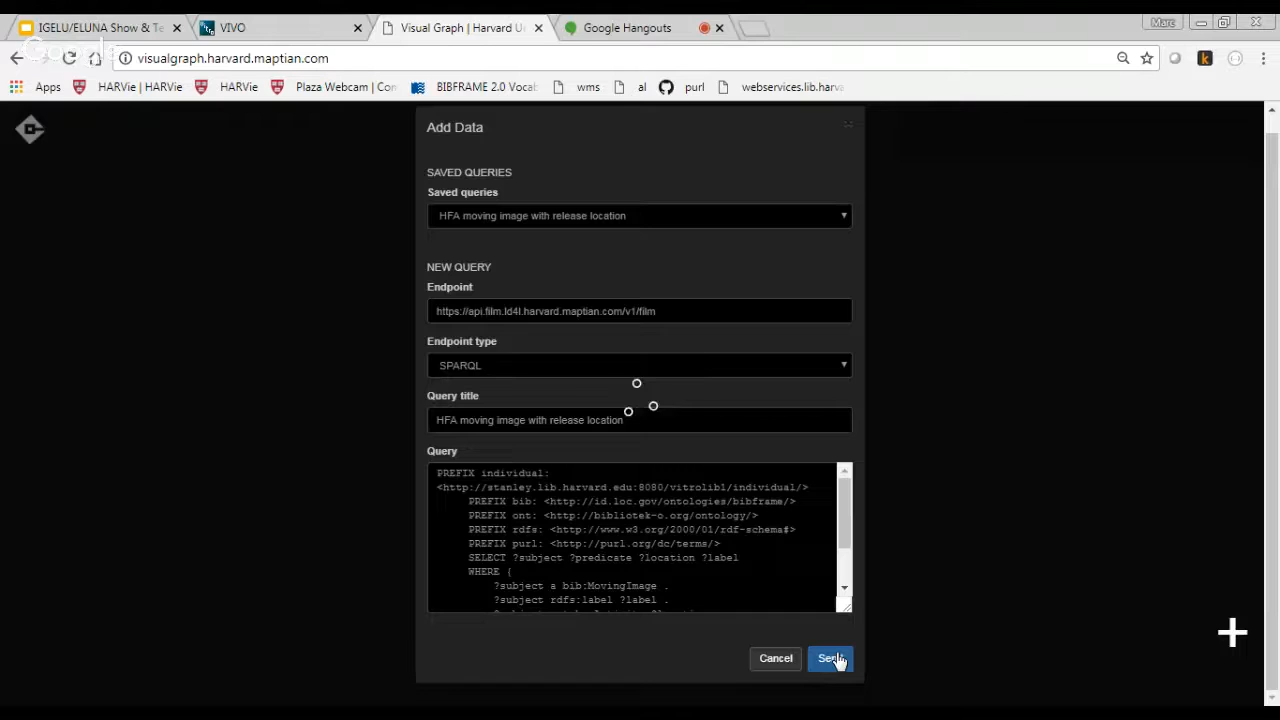 IGELU/ELUNA Show & Te
VIVO
Visual Graph | Harvard U
Google Hangouts
Marc
visualgraph.harvard.maptian.com
Apps
HARVie | HARVie
HARVie
Plaza Webcam | Con
BIBFRAME 2.0 Vocab
wms
al
purl
webservices.lib.harva
Add Data
SAVED QUERIES
Saved queries
HFA moving image with release location
NEW QUERY
Endpoint
https://api.film.ld4l.harvard.maptian.com/v1/film
Endpoint type
SPARQL
Query title
HFA moving image with release location
Query
PREFIX individual:
<http://stanley.lib.harvard.edu:8080/vitrolib1/individual/>
PREFIX bib: <http://id.loc.gov/ontologies/bibframe/>
PREFIX ont: <http://bibliotek-o.org/ontology/>
PREFIX rdfs: <http://www.w3.org/2000/01/rdf-schema#>
PREFIX purl: <http://purl.org/dc/terms/>
SELECT ?subject ?predicate ?location ?label
WHERE {
?subject a bib:MovingImage .
?subject rdfs:label ?label .
Cancel